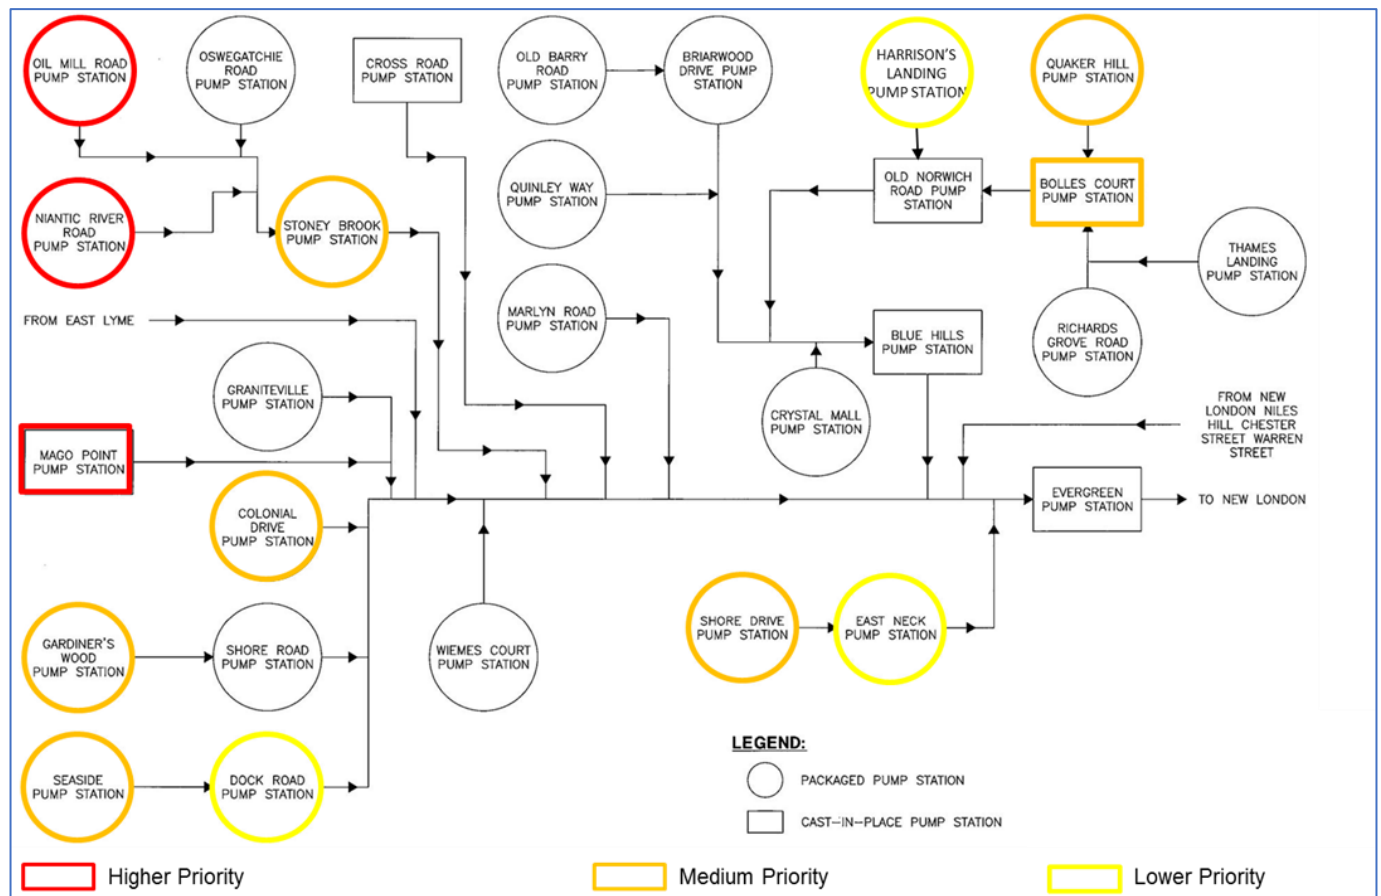 OIL MILL ROAD
PUMP STATION
OSWEGATCHIE
ROAD
PUMP STATION
CROSS ROAD
PUMP STATION
OLD BARRY
ROAD
PUMP STATION
BRIARWOOD
DRIVE PUMP
STATION
HARRISON'S
LANDING
PUMP STATION
QUAKER HILL
PUMP STATION
NIANTIC RIVER
ROAD
PUMP STATION
STONEY BROOK
PUMP STATION
QUINLEY WAY
PUMP STATION
OLD NORWICH
ROAD PUMP
STATION
BOLLES COURT
PUMP STATION
THAMES
LANDING
PUMP STATION
FROM EAST LYME
MARLYN ROAD
PUMP STATION
BLUE HILLS
PUMP STATION
RICHARDS
GROVE ROAD
PUMP STATION
GRANITEVILLE
PUMP STATION
CRYSTAL MALL
PUMP STATION
FROM NEW
LONDON NILES
HILL CHESTER
STREET WARREN
STREET
MAGO POINT
PUMP STATION
COLONIAL
DRIVE
PUMP STATION
EVERGREEN
PUMP STATION
TO NEW LONDON
GARDINER'S
WOOD
PUMP STATION
SHORE ROAD
PUMP STATION
WIEMES COURT
PUMP STATION
SHORE DRIVE
PUMP STATION
EAST NECK
PUMP STATION
SEASIDE
PUMP STATION
DOCK ROAD
PUMP STATION
LEGEND:
PACKAGED PUMP STATION
CAST-IN-PLACE PUMP STATION
Higher Priority
Medium Priority
Lower Priority